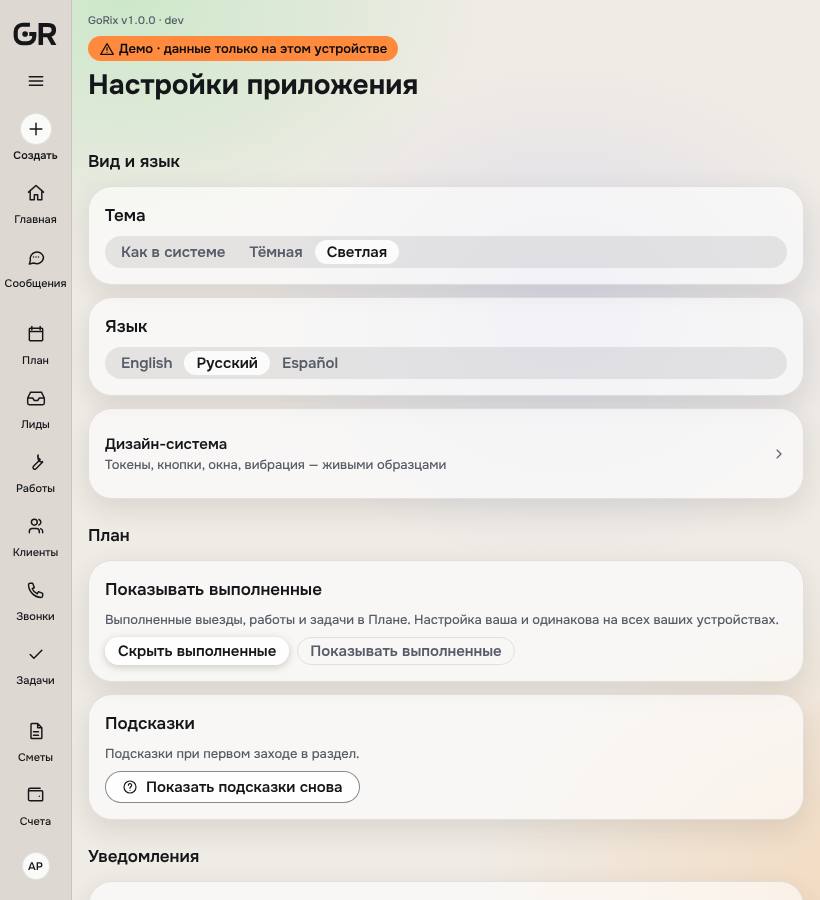 GR
Создать
Главная
Сообщения
План
Лиды
Работы
Клиенты
Звонки
Задачи
Сметы
Счета
AP
GoRix v1.0.0 · dev
Демо · данные только на этом устройстве
Настройки приложения
Вид и язык
Тема
Как в системе Тёмная Светлая
Язык
English Русский Español
Дизайн-система
Токены, кнопки, окна, вибрация — живыми образцами
План
Показывать выполненные
Выполненные выезды, работы и задачи в Плане. Настройка ваша и одинакова на всех ваших устройствах.
Скрыть выполненные Показывать выполненные
Подсказки
Подсказки при первом заходе в раздел.
Показать подсказки снова
Уведомления